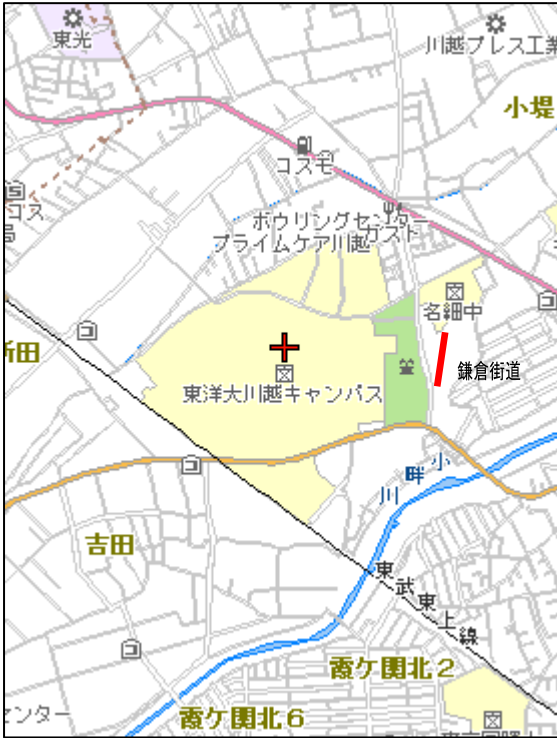 東光
川越プレス工業
小堤
コスモ
コス
局
ボウリングセンター
プライムケア川越
ガスト
名細中
鎌倉街道
東洋大川越キャンパス
新田
小畔川
吉田
東武東上線
霞ケ関北2
霞ケ関北6
ンター